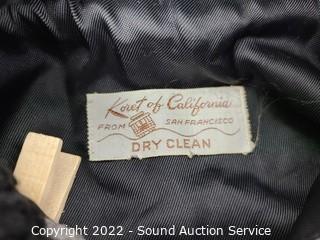 Koret of California
FROM SAN FRANCISCO
DRY CLEAN
Copyright 2022 - Sound Auction Service